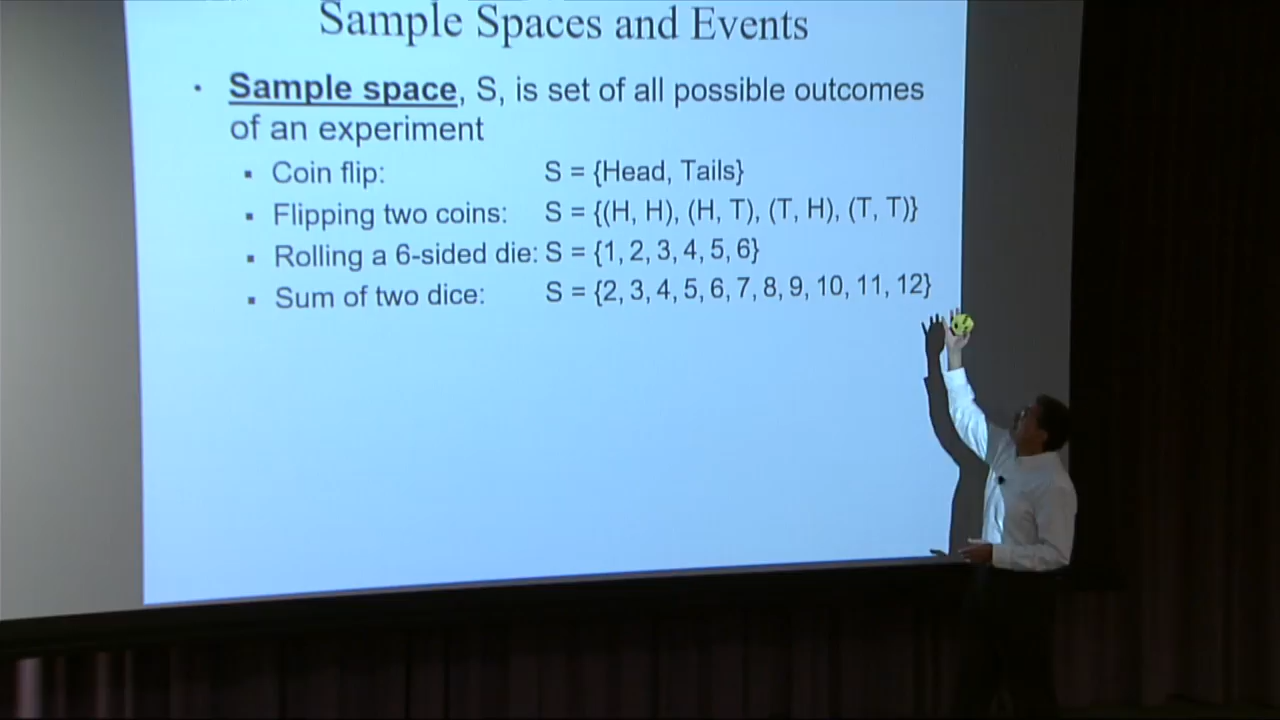 Sample Spaces and Events
• Sample space, S, is set of all possible outcomes
of an experiment
▪ Coin flip: S = {Head, Tails}
▪ Flipping two coins: S = {(H, H), (H, T), (T, H), (T, T)}
▪ Rolling a 6-sided die: S = {1, 2, 3, 4, 5, 6}
▪ Sum of two dice: S = {2, 3, 4, 5, 6, 7, 8, 9, 10, 11, 12}